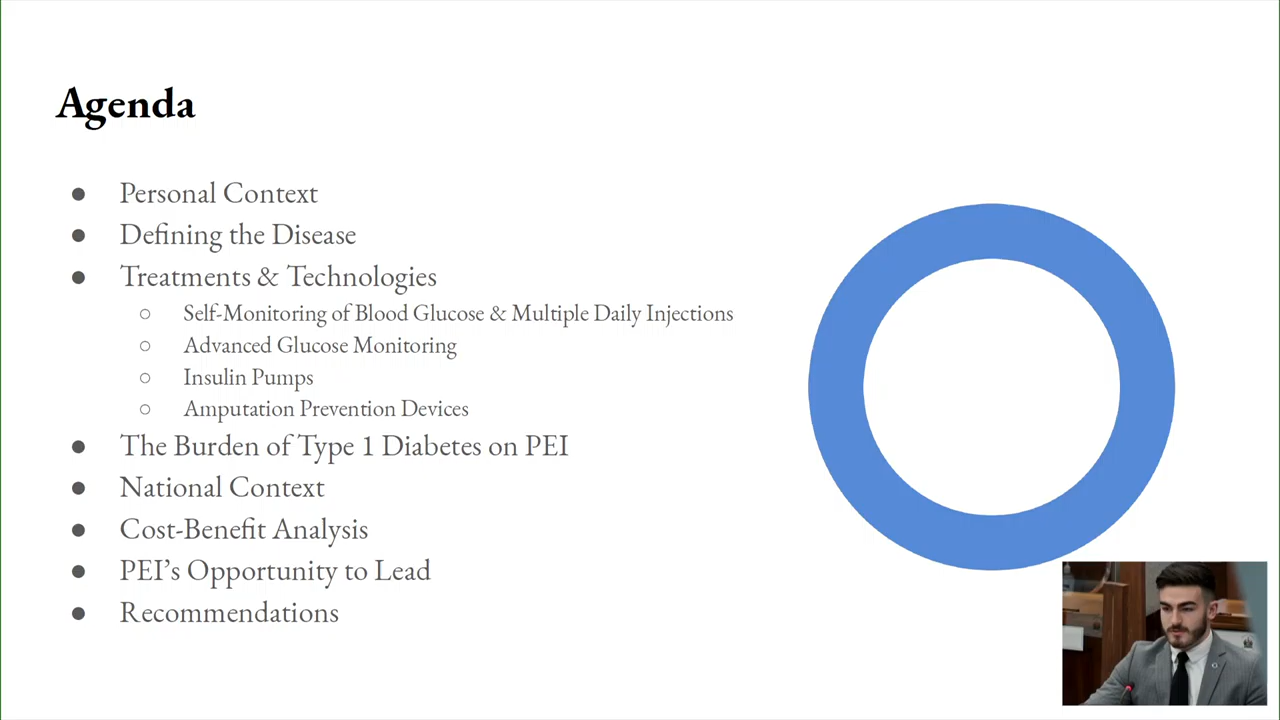 Agenda
● Personal Context
● Defining the Disease
● Treatments & Technologies
○ Self-Monitoring of Blood Glucose & Multiple Daily Injections
○ Advanced Glucose Monitoring
○ Insulin Pumps
○ Amputation Prevention Devices
● The Burden of Type 1 Diabetes on PEI
● National Context
● Cost-Benefit Analysis
● PEI’s Opportunity to Lead
● Recommendations